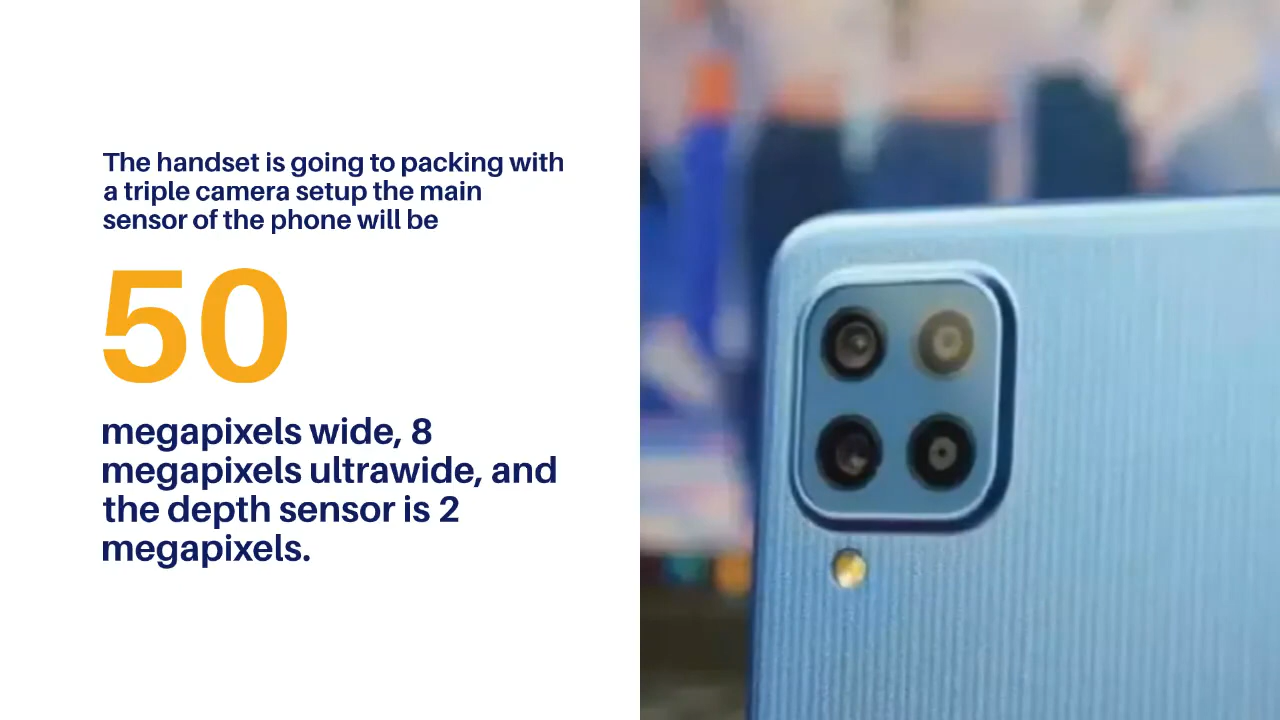 The handset is going to packing with
a triple camera setup the main
sensor of the phone will be
50
megapixels wide, 8
megapixels ultrawide, and
the depth sensor is 2
megapixels.